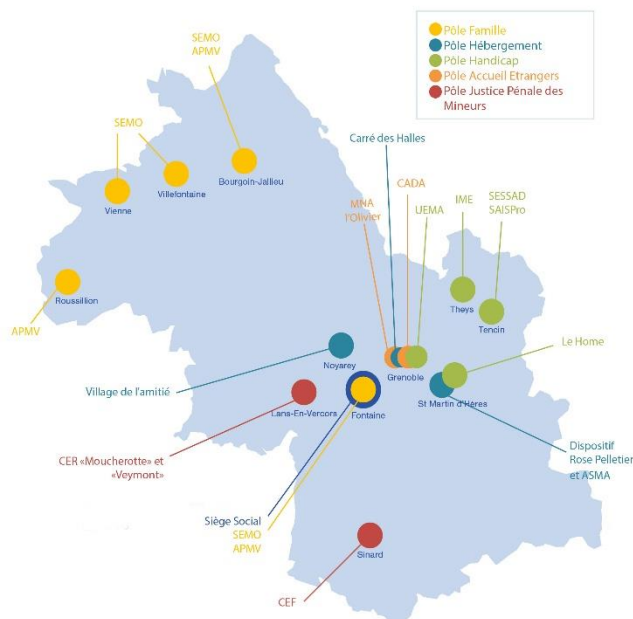 SEMO
APMV
Pôle Famille
Pôle Hébergement
Pôle Handicap
Pôle Accueil Etrangers
Pôle Justice Pénale des
Mineurs
SEMO
Carré des Halles
Bourgoin-Jallieu
Villefontaine
Vienne
CADA
MNA
l'Olivier
UEMA
IME
SESSAD
SAISPro
Roussillion
APMV
Theys
Tencin
Noyarey
Grenoble
Le Home
Village de l'amitié
St Martin d'Hères
Lans-En-Vercors
Fontaine
CER «Moucherotte» et
«Veymont»
Dispositif
Rose Pelletier
et ASMA
Siège Social
SEMO
APMV
Sinard
CEF